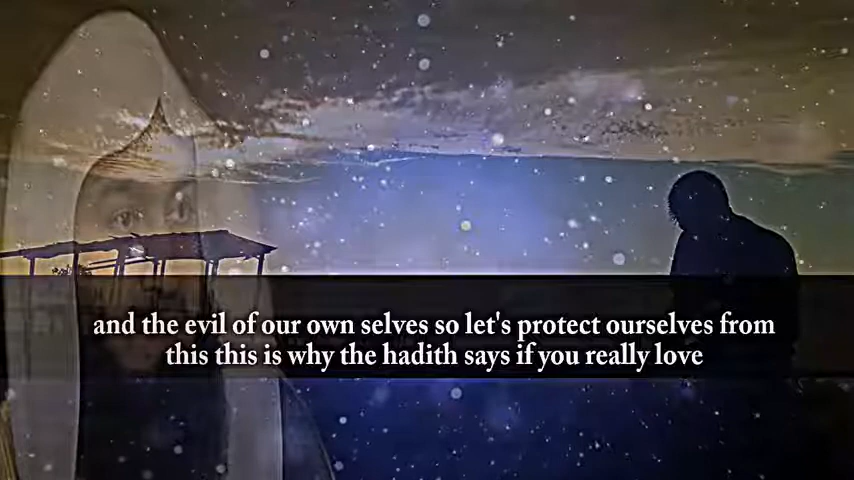 and the evil of our own selves so let's protect ourselves from
this this is why the hadith says if you really love